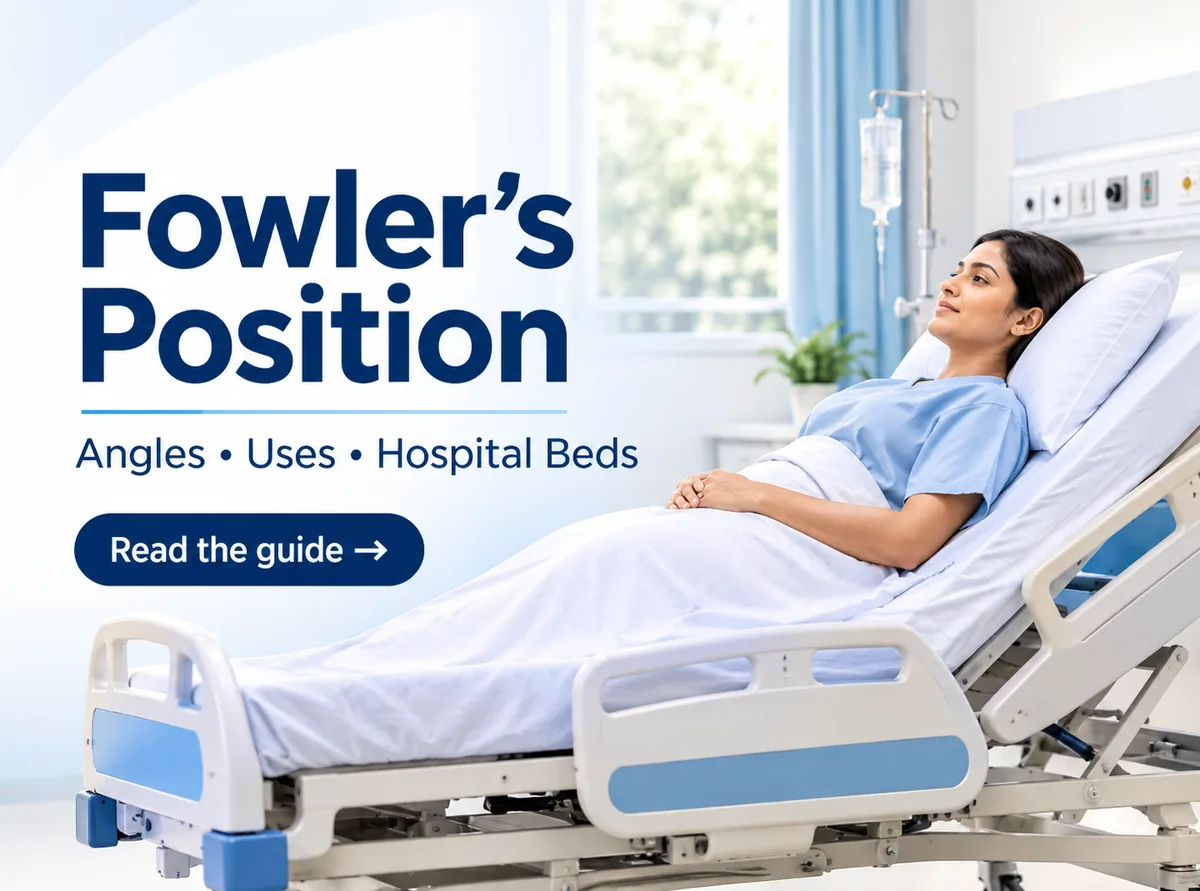 Fowler’s
Position
Angles • Uses • Hospital Beds
Read the guide →